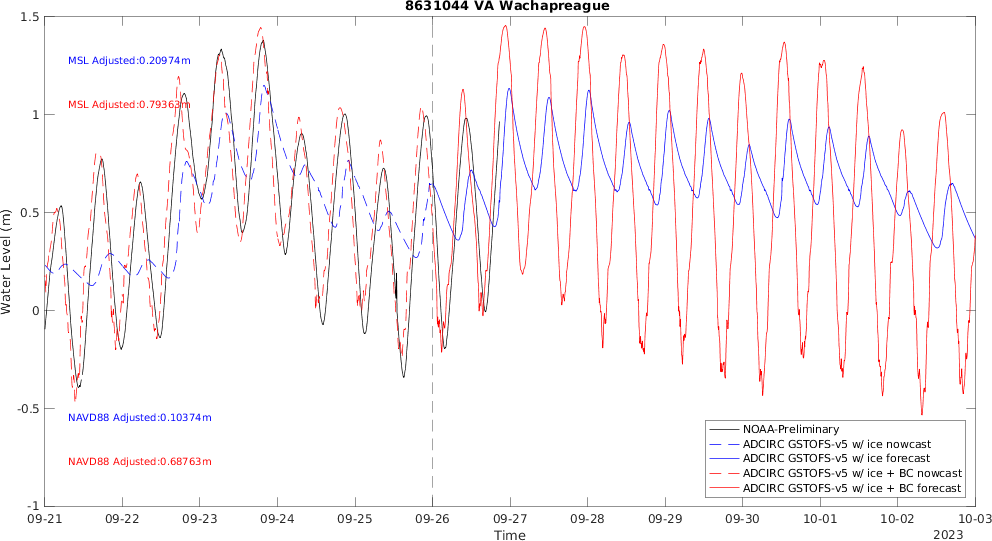 8631044 VA Wachapreague
1.5
1
0.5
0
-0.5
-1
Water Level (m)
MSL Adjusted:0.20974m
MSL Adjusted:0.79363m
NAVD88 Adjusted:0.10374m
NAVD88 Adjusted:0.68763m
NOAA-Preliminary
ADCIRC GSTOFS-v5 w/ ice nowcast
ADCIRC GSTOFS-v5 w/ ice forecast
ADCIRC GSTOFS-v5 w/ ice + BC nowcast
ADCIRC GSTOFS-v5 w/ ice + BC forecast
09-21 09-22 09-23 09-24 09-25 09-26 09-27 09-28 09-29 09-30 10-01 10-02 10-03
Time
2023